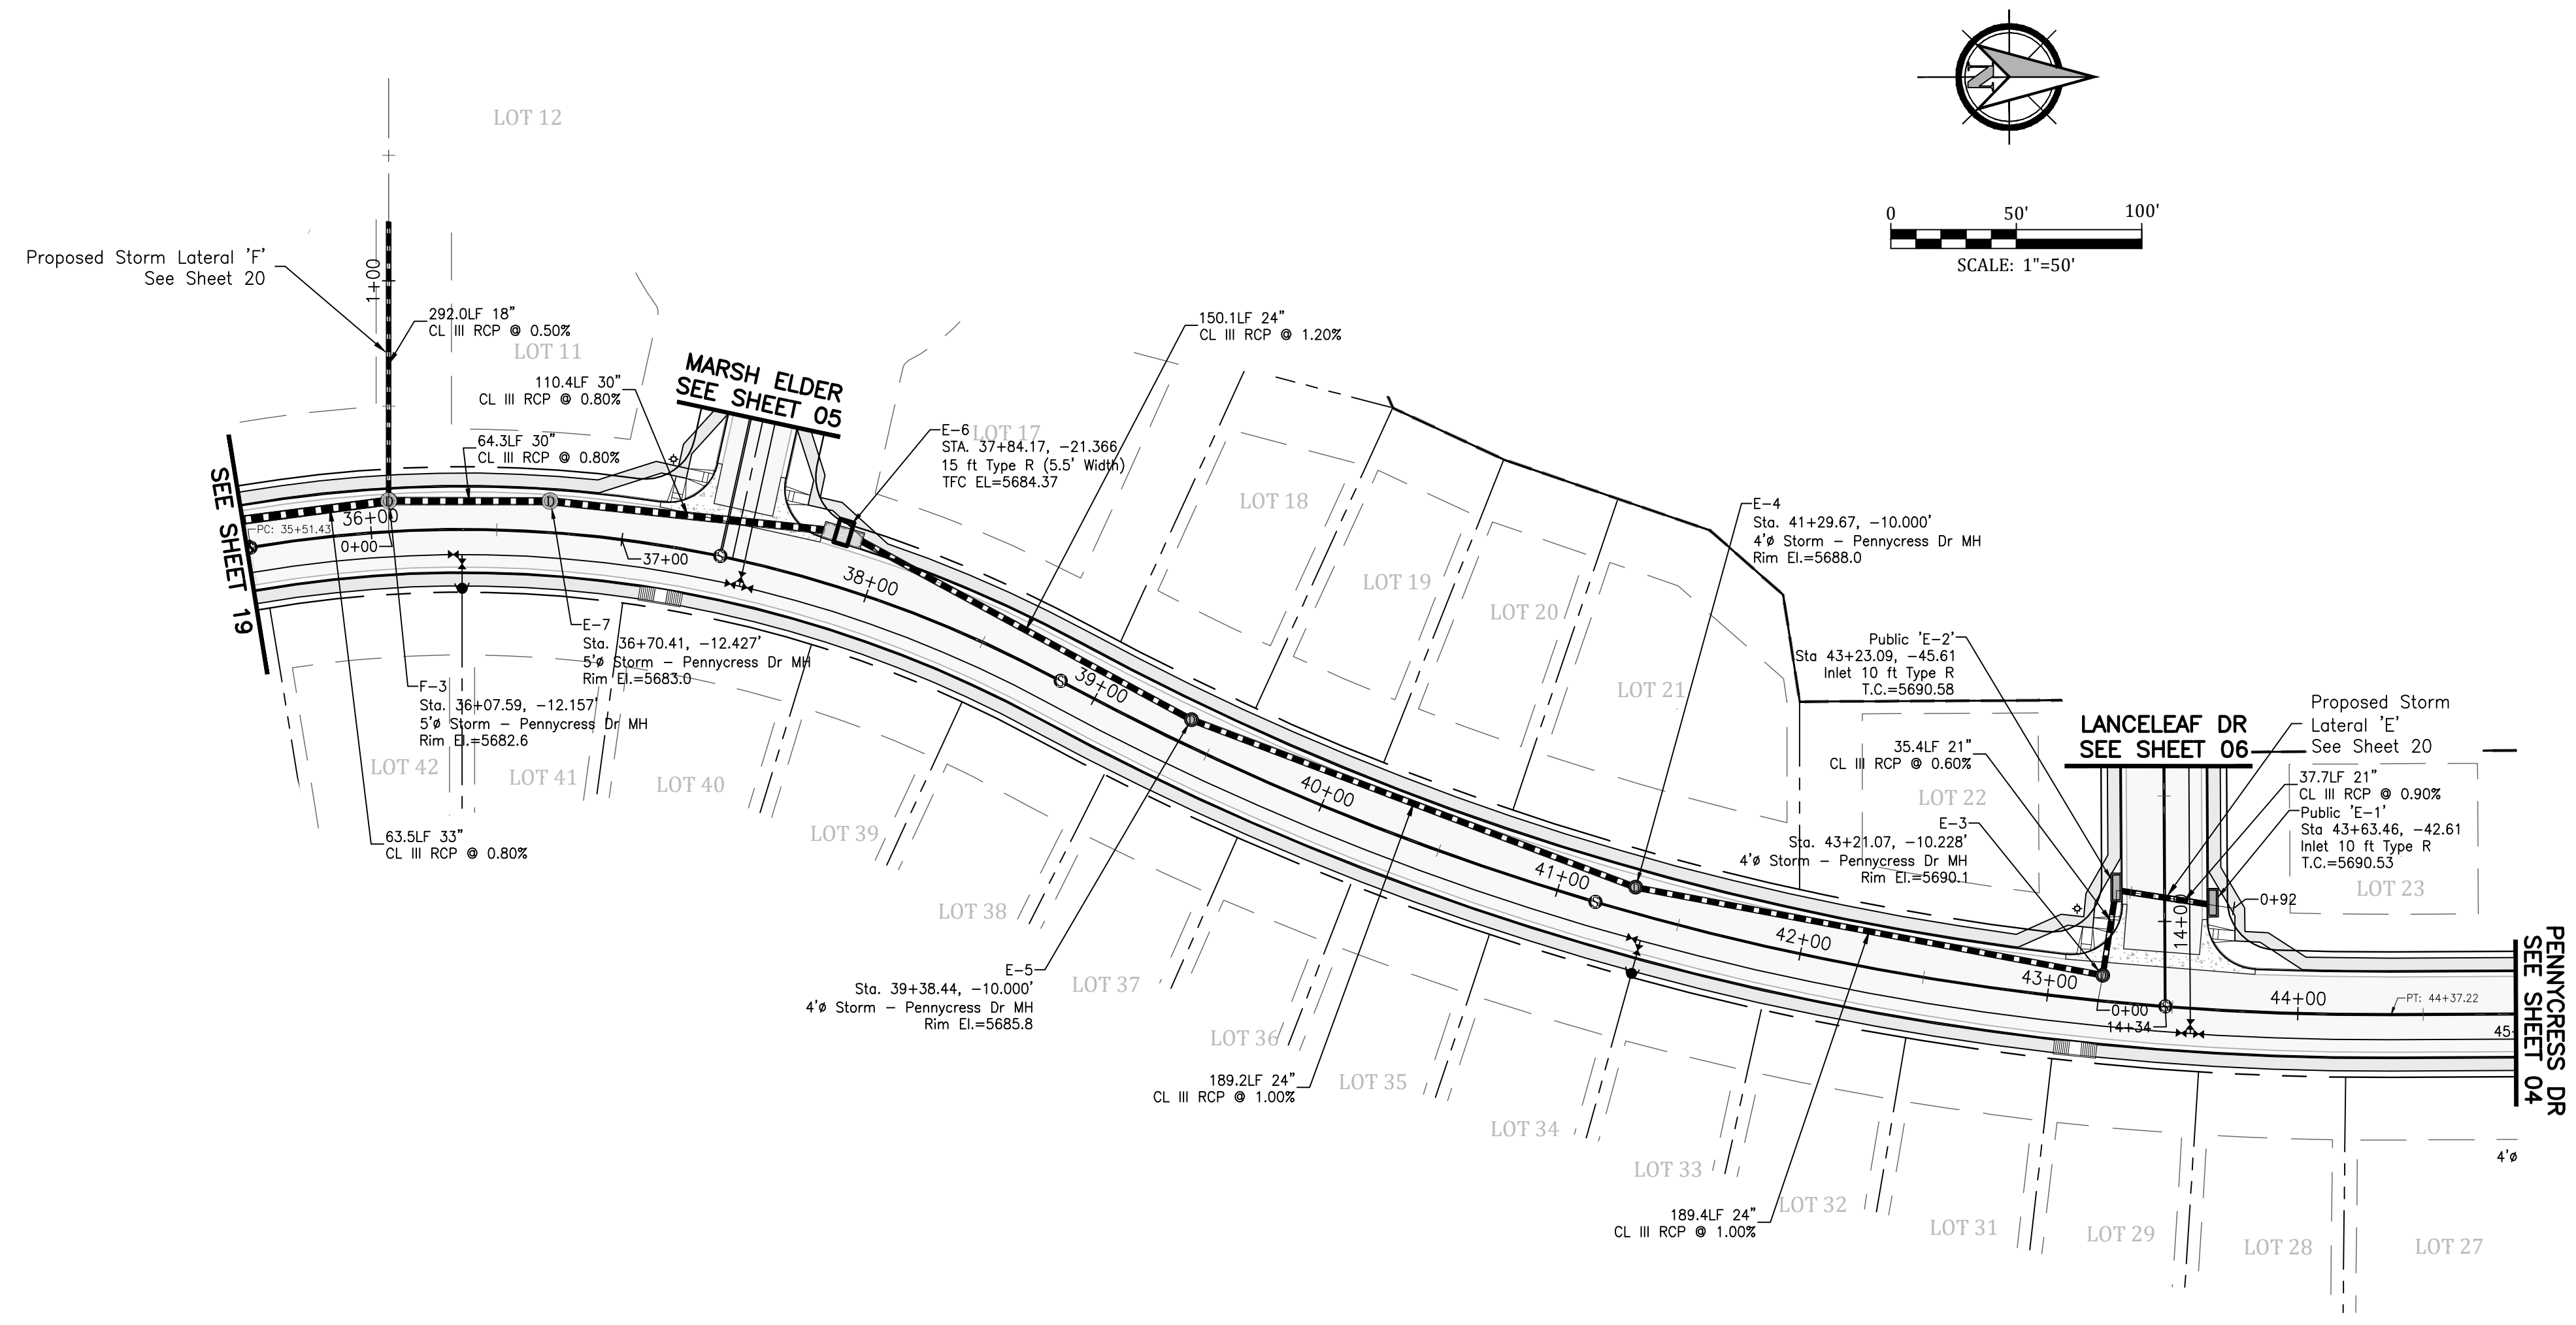 N
0 50' 100'
SCALE: 1"=50'
LOT 12
Proposed Storm Lateral 'F'
See Sheet 20
1+00
292.0LF 18"
CL III RCP @ 0.50%
LOT 11
110.4LF 30"
CL III RCP @ 0.80%
64.3LF 30"
CL III RCP @ 0.80%
MARSH ELDER
SEE SHEET 05
150.1LF 24"
CL III RCP @ 1.20%
E-6
STA. 37+84.17, -21.366
15 ft Type R (5.5' Width)
TFC EL=5684.37
LOT 17
LOT 18
LOT 19
LOT 20
LOT 21
E-4
Sta. 41+29.67, -10.000'
4'ø Storm - Pennycress Dr MH
Rim El.=5688.0
SEE SHEET 19
PC: 35+51.43
36+00
0+00
D
D
37+00
S
38+00
S
39+00
40+00
41+00
S
42+00
43+00
44+00
E-7
Sta. 36+70.41, -12.427'
5'ø Storm - Pennycress Dr MH
Rim El.=5683.0
F-3
Sta. 36+07.59, -12.157'
5'ø Storm - Pennycress Dr MH
Rim El.=5682.6
63.5LF 33"
CL III RCP @ 0.80%
LOT 42
LOT 41
LOT 40
LOT 39
LOT 38
LOT 37
LOT 36
LOT 35
LOT 34
LOT 33
LOT 32
LOT 31
LOT 29
LOT 28
LOT 27
E-5
Sta. 39+38.44, -10.000'
4'ø Storm - Pennycress Dr MH
Rim El.=5685.8
189.2LF 24"
CL III RCP @ 1.00%
189.4LF 24"
CL III RCP @ 1.00%
Public 'E-2'
Sta 43+23.09, -45.61
Inlet 10 ft Type R
T.C.=5690.58
35.4LF 21"
CL III RCP @ 0.60%
LOT 22
E-3
Sta. 43+21.07, -10.228'
4'ø Storm - Pennycress Dr MH
Rim El.=5690.1
LANCELEAF DR
SEE SHEET 06
Proposed Storm
Lateral 'E'
See Sheet 20
37.7LF 21"
CL III RCP @ 0.90%
Public 'E-1'
Sta 43+63.46, -42.61
Inlet 10 ft Type R
T.C.=5690.53
LOT 23
0+92
14+00
0+00
14+34
PT: 44+37.22
45+
4'ø
PENNYCRESS DR
SEE SHEET 04